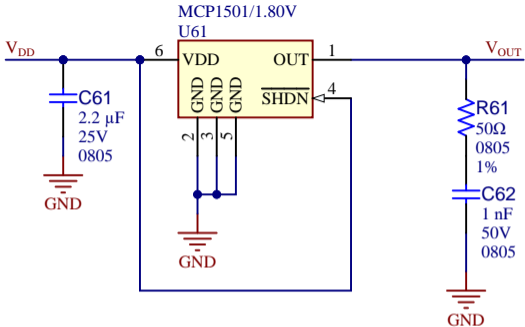 MCP1501/1.80V
U61
VDD
6
VDD
OUT
1
VOUT
GND
GND
GND
SHDN
4
2
3
5
C61
2.2 µF
25V
0805
GND
GND
R61
50Ω
0805
1%
C62
1 nF
50V
0805
GND